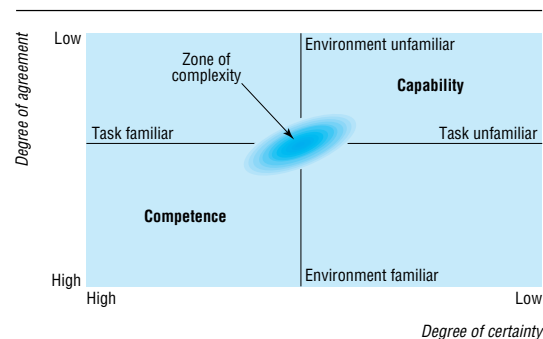 Degree of agreement
Low
Zone of
complexity
Environment unfamiliar
Capability
Task familiar
Task unfamiliar
Competence
Environment familiar
High
High
Low
Degree of certainty